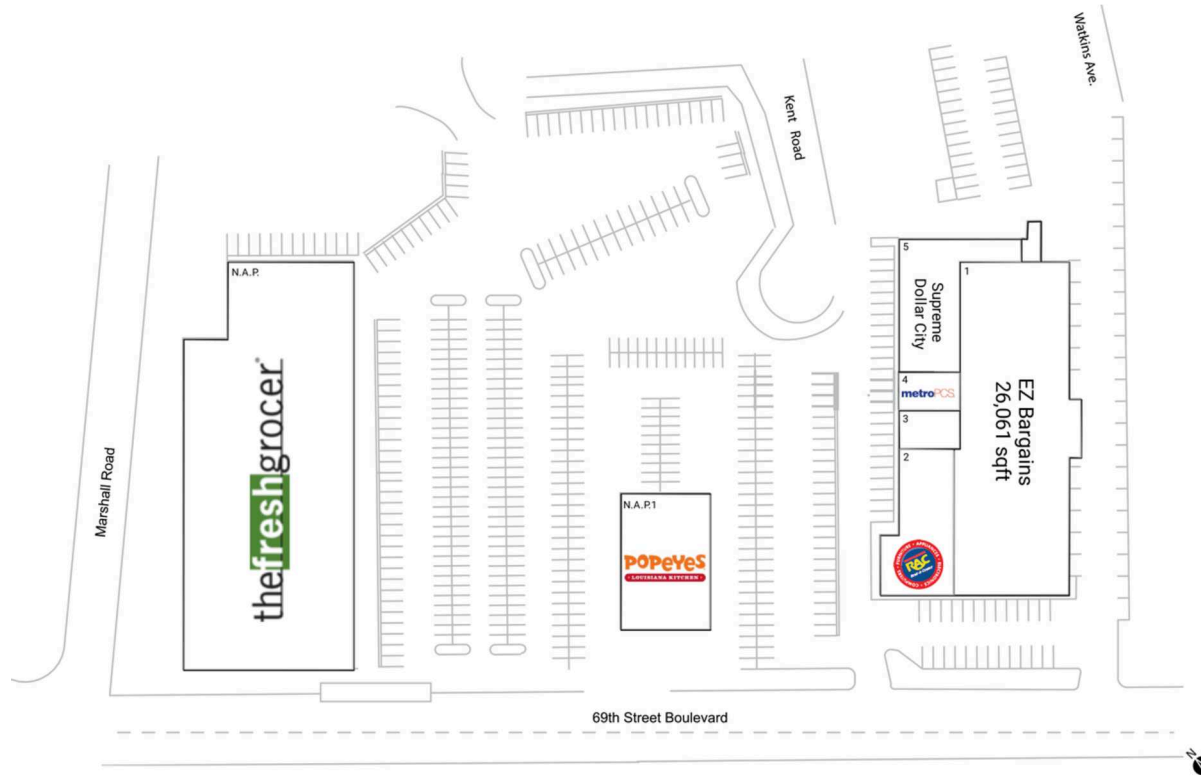 Watkins Ave.
Kent Road
Marshall Road
N.A.P.
thefreshgrocer®
N.A.P.1
POPEYES
• LOUISIANA KITCHEN •
5
Supreme
Dollar City
4
metroPCS.
3
2
RAC
1
EZ Bargains
26,061 sqft
69th Street Boulevard
N